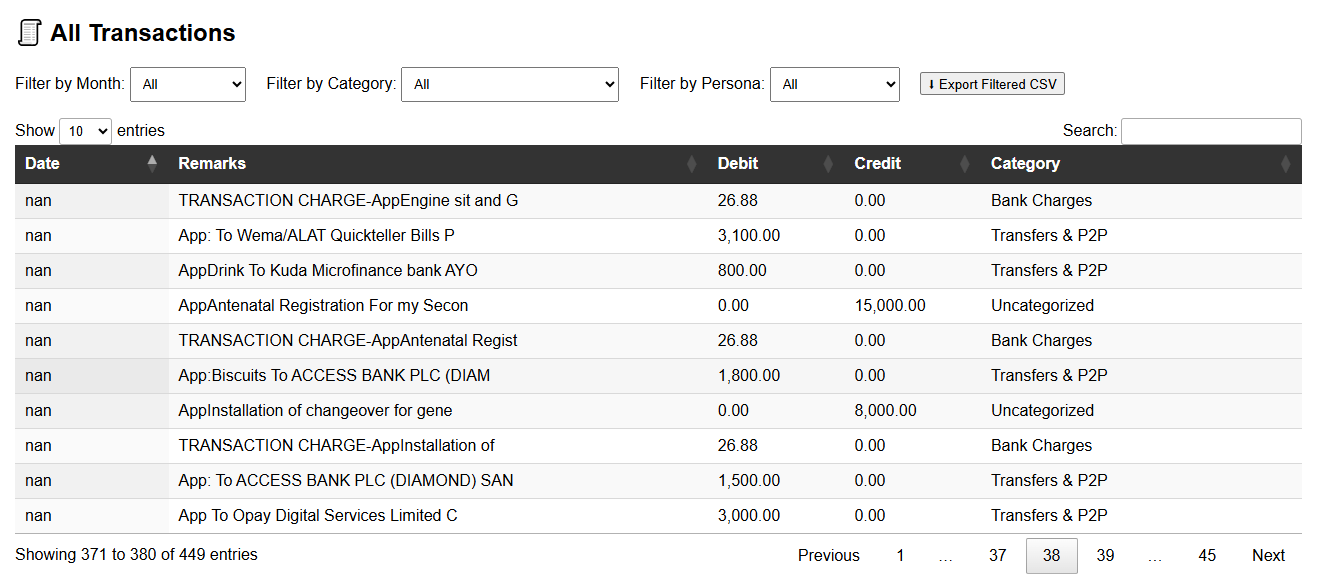 All Transactions
Filter by Month: All Filter by Category: All Filter by Persona: All ⬇ Export Filtered CSV
Show 10 entries Search:
Date Remarks Debit Credit Category
nan TRANSACTION CHARGE-AppEngine sit and G 26.88 0.00 Bank Charges
nan App: To Wema/ALAT Quickteller Bills P 3,100.00 0.00 Transfers & P2P
nan AppDrink To Kuda Microfinance bank AYO 800.00 0.00 Transfers & P2P
nan AppAntenatal Registration For my Secon 0.00 15,000.00 Uncategorized
nan TRANSACTION CHARGE-AppAntenatal Regist 26.88 0.00 Bank Charges
nan App:Biscuits To ACCESS BANK PLC (DIAM 1,800.00 0.00 Transfers & P2P
nan AppInstallation of changeover for gene 0.00 8,000.00 Uncategorized
nan TRANSACTION CHARGE-AppInstallation of 26.88 0.00 Bank Charges
nan App: To ACCESS BANK PLC (DIAMOND) SAN 1,500.00 0.00 Transfers & P2P
nan App To Opay Digital Services Limited C 3,000.00 0.00 Transfers & P2P
Showing 371 to 380 of 449 entries Previous 1 … 37 38 39 … 45 Next